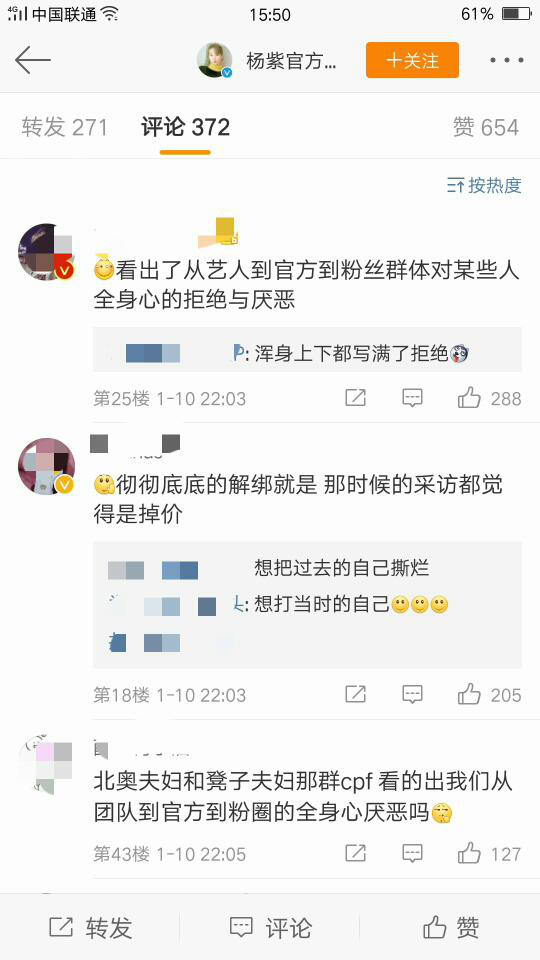 4G 中国联通 15:50 61%
杨紫官方... 十关注
转发 271 评论 372 赞 654
按热度
看出了从艺人到官方到粉丝群体对某些人
全身心的拒绝与厌恶
: 浑身上下都写满了拒绝
第25楼 1-10 22:03 288
彻彻底底的解绑就是 那时候的采访都觉
得是掉价
想把过去的自己撕烂
: 想打当时的自己
第18楼 1-10 22:03 205
北奥夫妇和凳子夫妇那群cpf 看的出我们从
团队到官方到粉圈的全身心厌恶吗
第43楼 1-10 22:05 127
转发 评论 赞